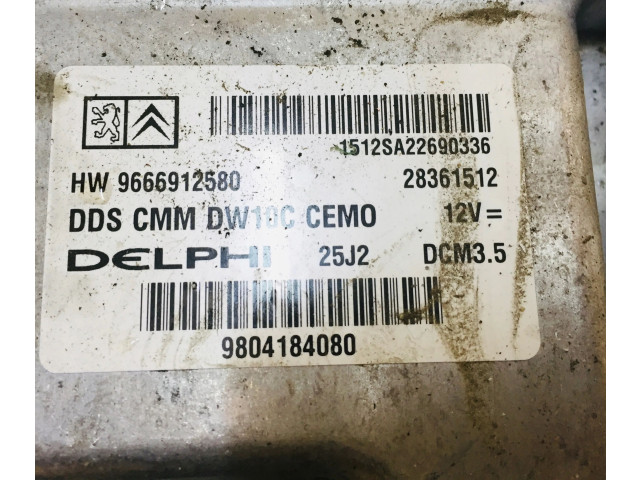 1512SA22690336
HW 9666912580 28361512
DDS CMM DW10C CEMO 12V=
DELPHI 25J2 DCM3.5
9804184080